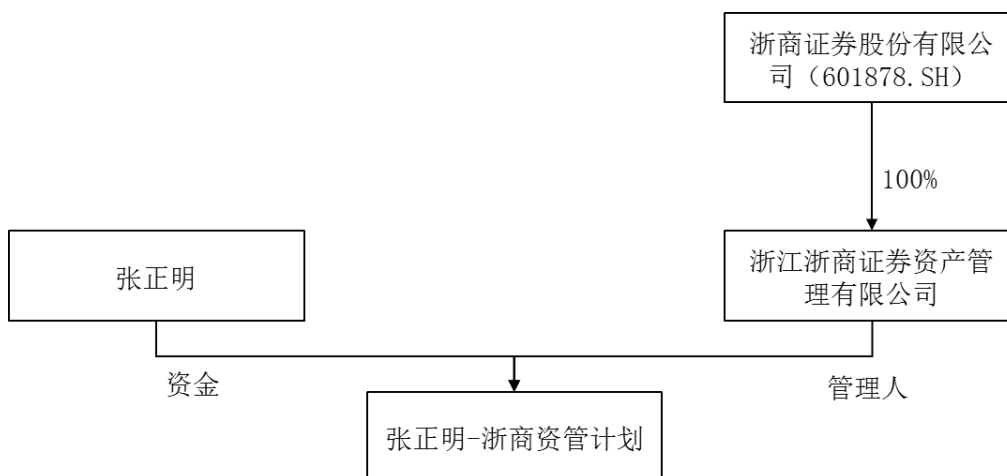 浙商证券股份有限公
司（601878.SH）
100%
张正明
浙江浙商证券资产管
理有限公司
资金
管理人
张正明-浙商资管计划